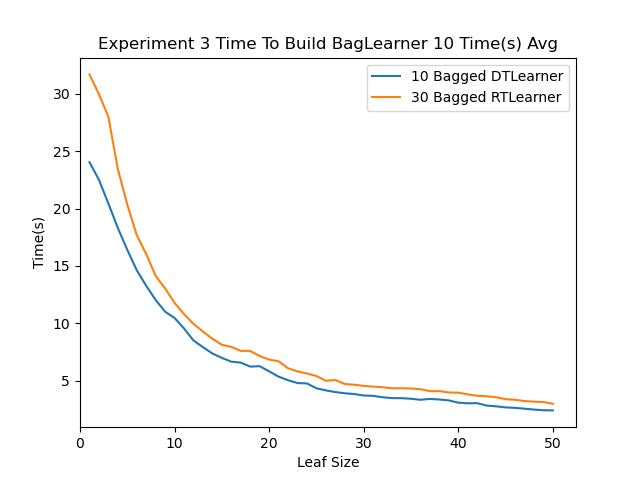 Experiment 3 Time To Build BagLearner 10 Time(s) Avg
10 Bagged DTLearner
30 Bagged RTLearner
Time(s)
30
25
20
15
10
5
0
10
20
30
40
50
Leaf Size